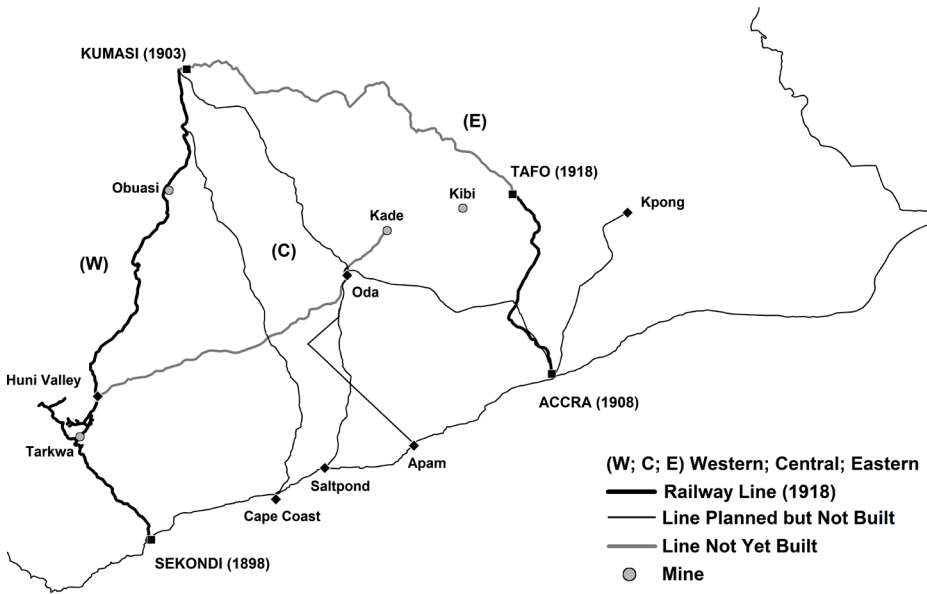 KUMASI (1903)
(E)
TAFO (1918)
Obuasi
Kibi
Kpong
Kade
(W)
(C)
Oda
Huni Valley
ACCRA (1908)
Tarkwa
Apam
Saltpond
Cape Coast
SEKONDI (1898)
(W; C; E) Western; Central; Eastern
Railway Line (1918)
Line Planned but Not Built
Line Not Yet Built
Mine